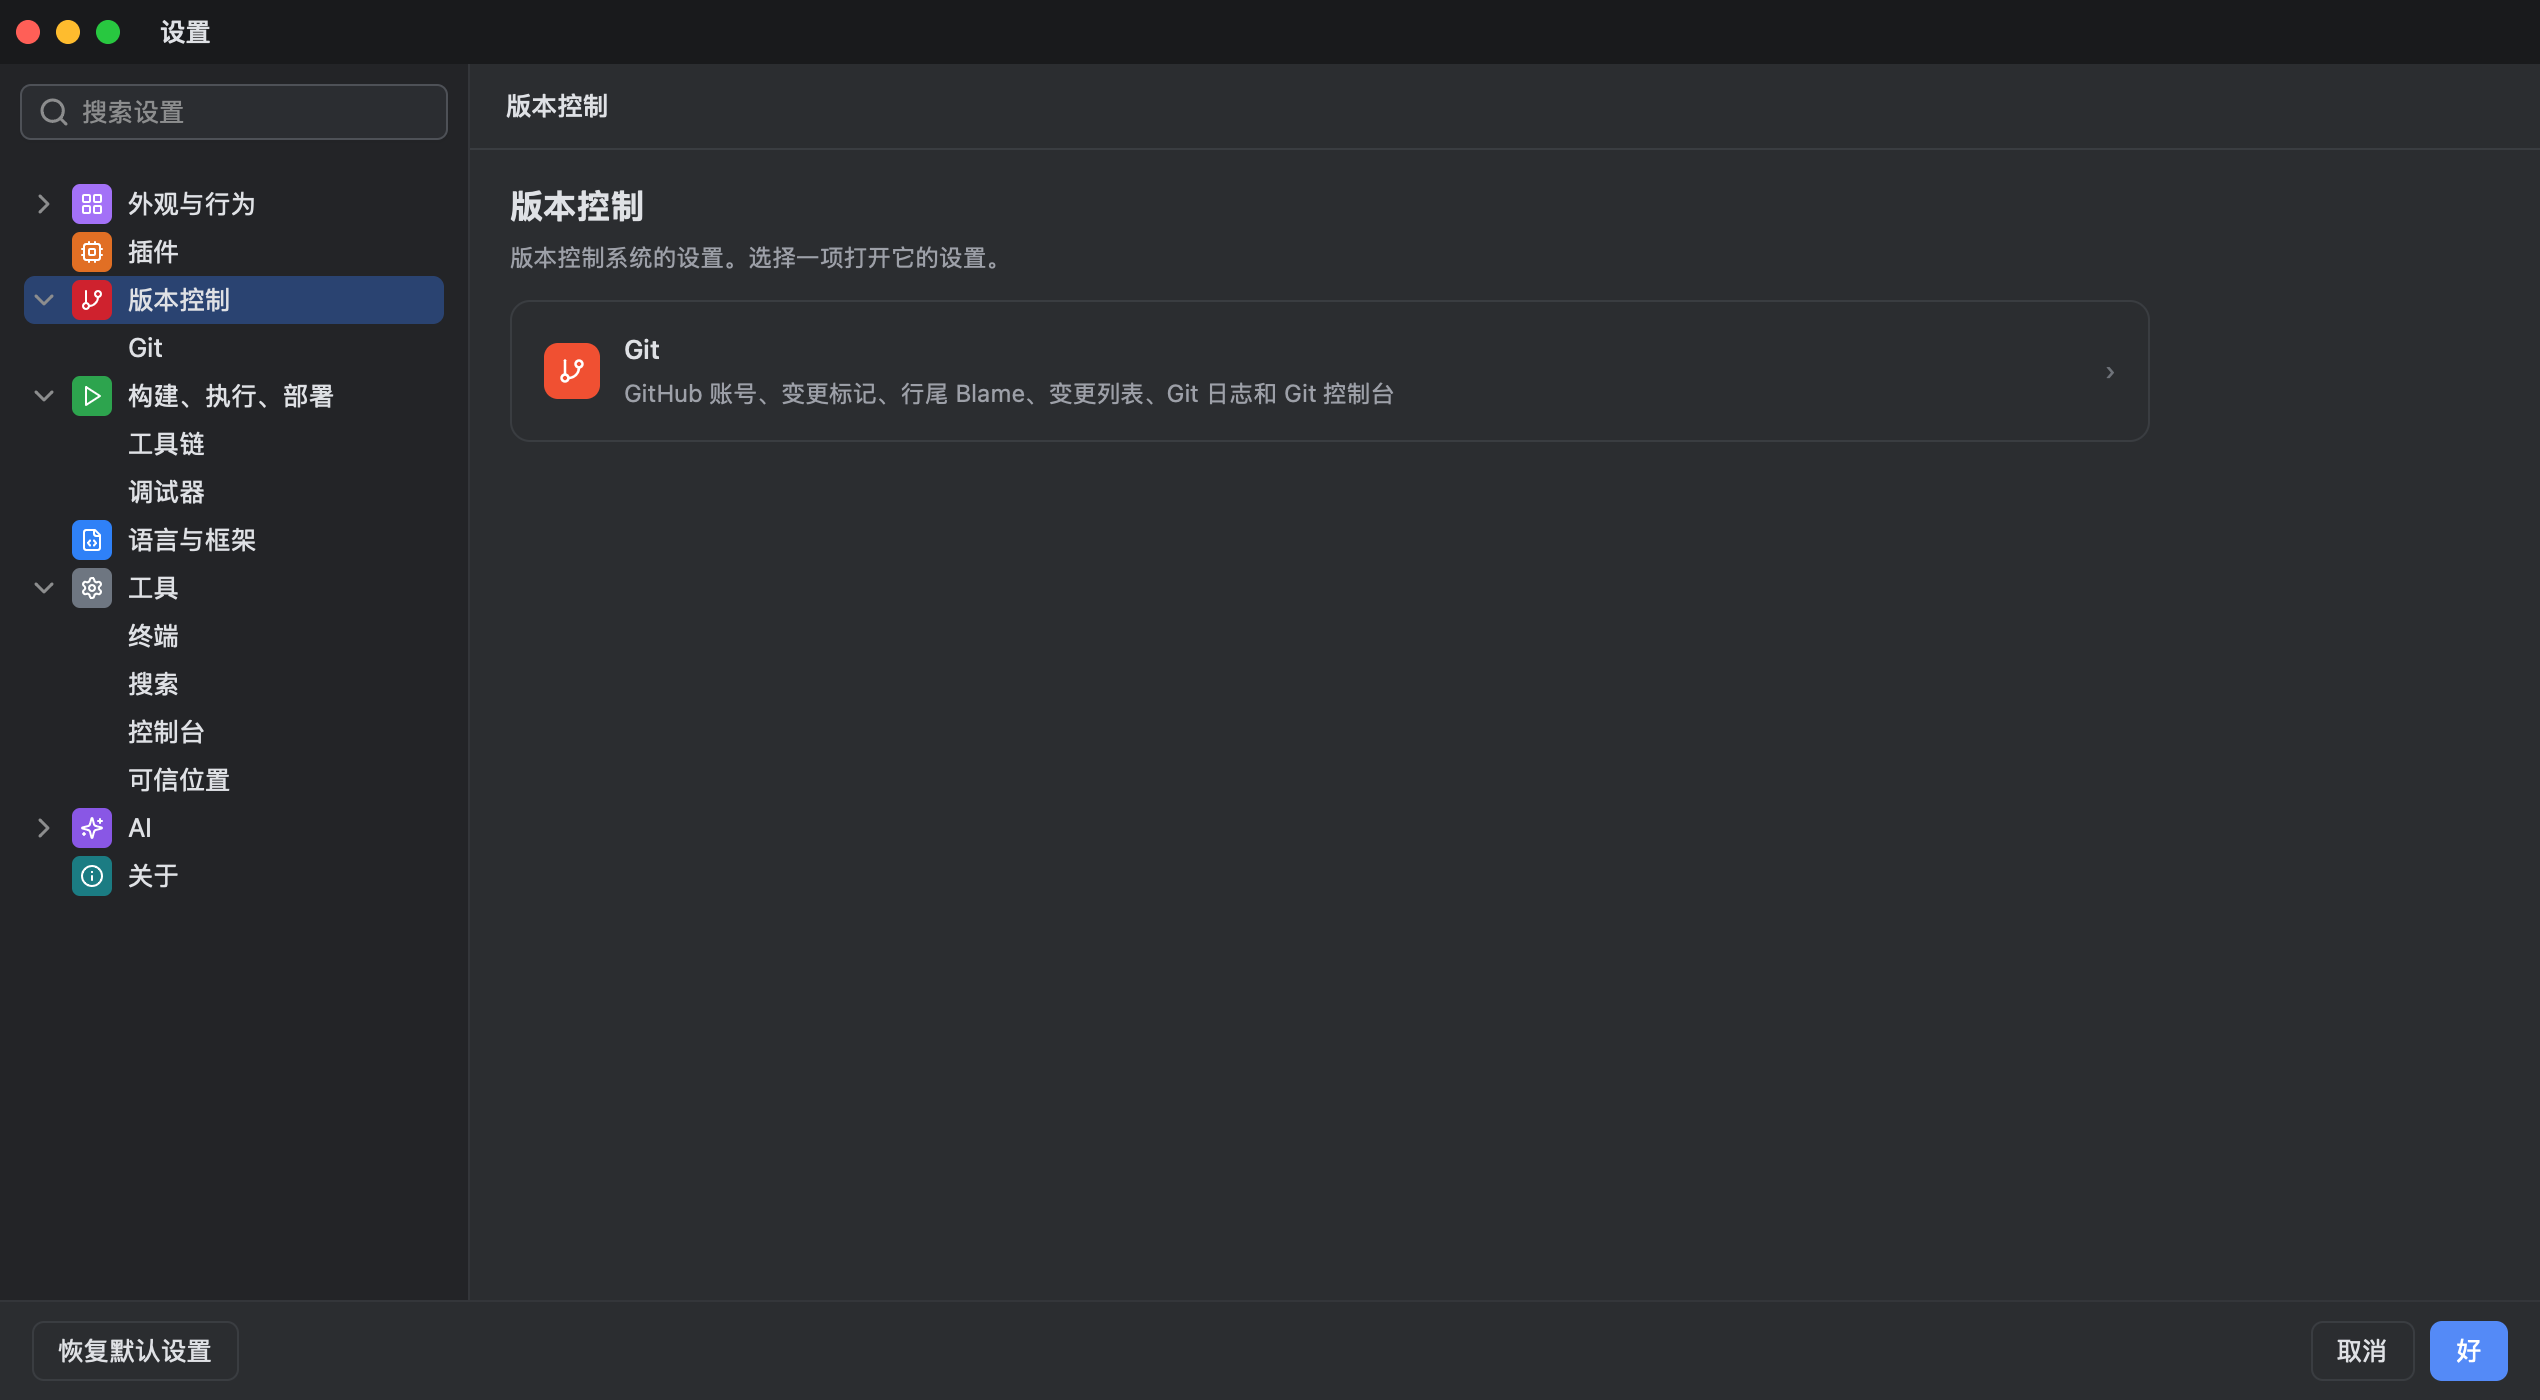 设置
搜索设置
外观与行为
插件
版本控制
Git
构建、执行、部署
工具链
调试器
语言与框架
工具
终端
搜索
控制台
可信位置
AI
关于
版本控制
版本控制
版本控制系统的设置。选择一项打开它的设置。
Git
GitHub 账号、变更标记、行尾 Blame、变更列表、Git 日志和 Git 控制台
恢复默认设置
取消
好